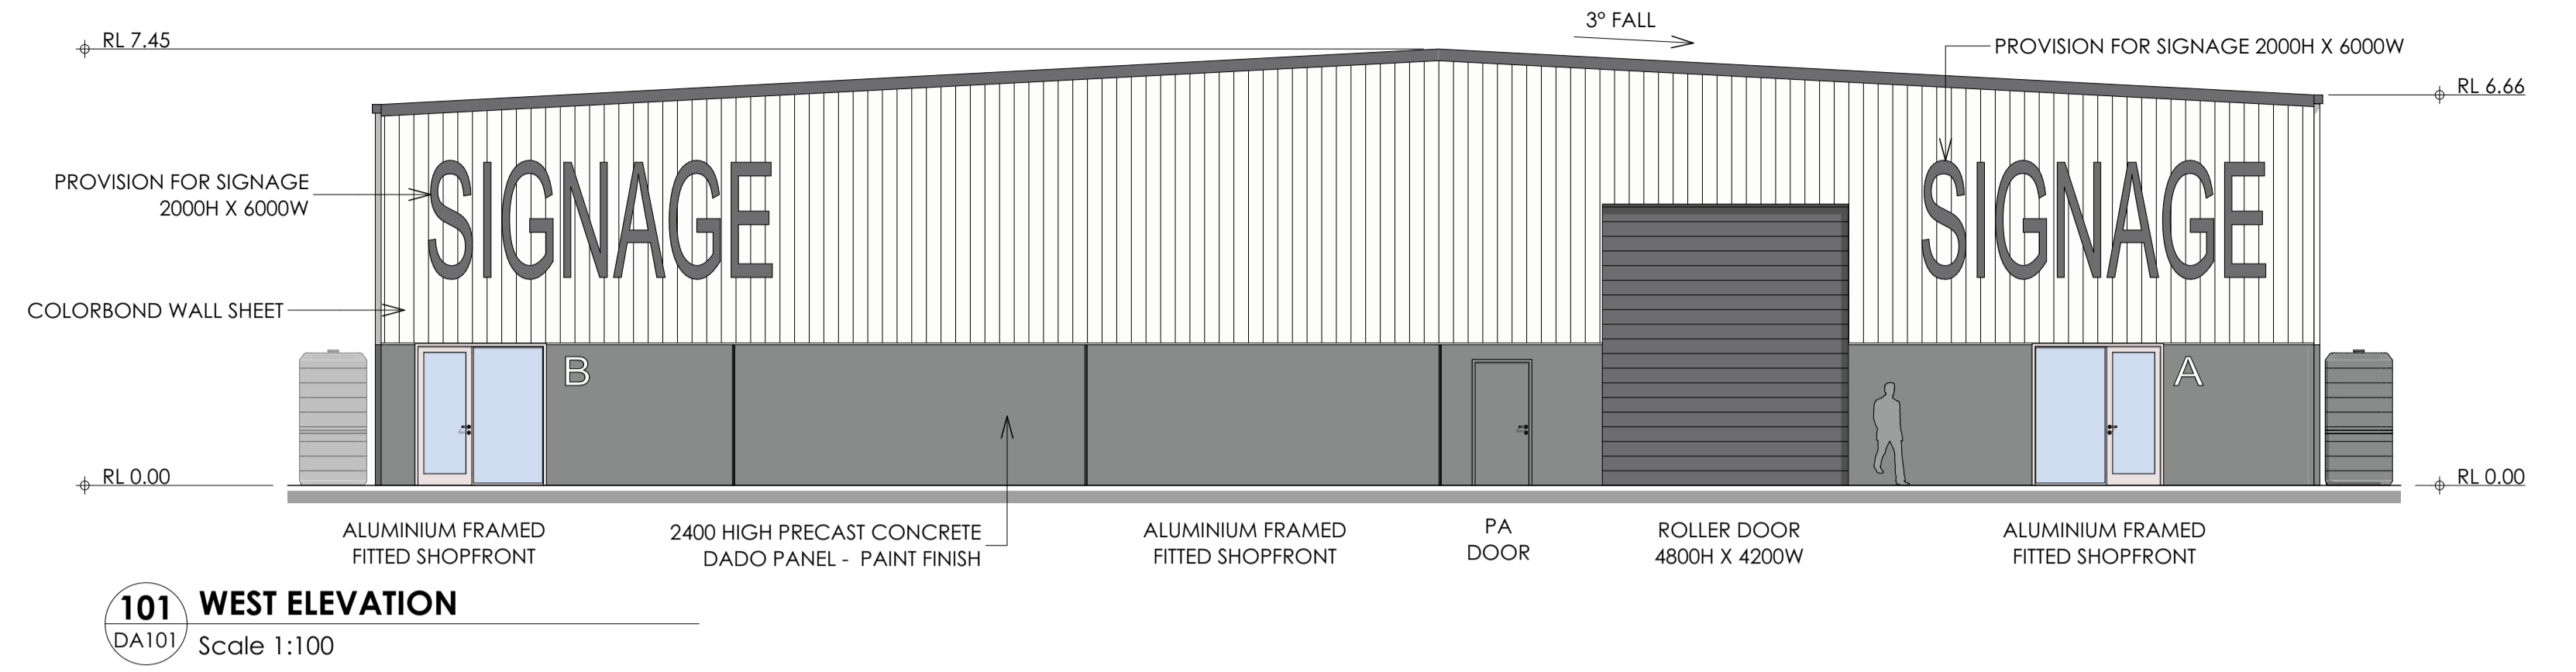 3° FALL
RL 7.45
PROVISION FOR SIGNAGE 2000H X 6000W
RL 6.66
PROVISION FOR SIGNAGE
2000H X 6000W
SIGNAGE
SIGNAGE
COLORBOND WALL SHEET
B
A
RL 0.00
RL 0.00
ALUMINIUM FRAMED
FITTED SHOPFRONT
2400 HIGH PRECAST CONCRETE
DADO PANEL - PAINT FINISH
ALUMINIUM FRAMED
FITTED SHOPFRONT
PA
DOOR
ROLLER DOOR
4800H X 4200W
ALUMINIUM FRAMED
FITTED SHOPFRONT
101 WEST ELEVATION
DA101 Scale 1:100